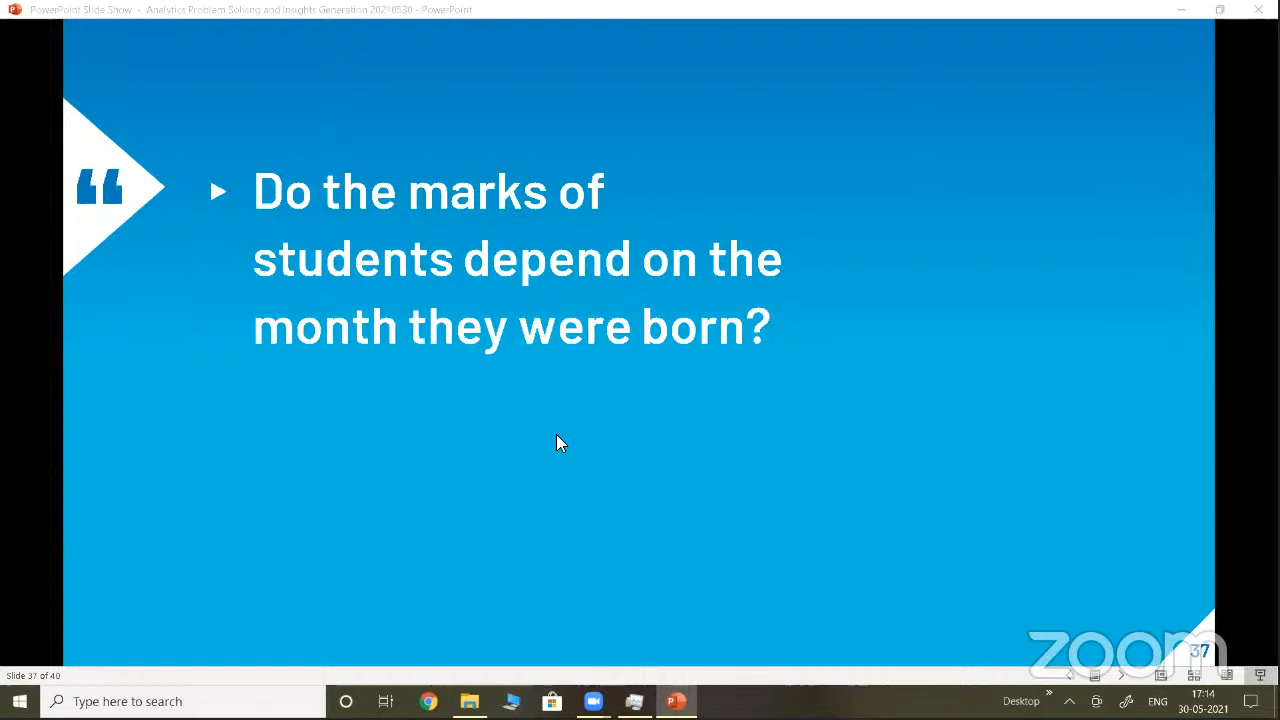 PowerPoint Slide Show - Analytics Problem Solving and Insights Generation 20210530 - PowerPoint
“
Do the marks of
students depend on the
month they were born?
zoom
37
Slide 37 of 40
Type here to search
Desktop
ENG
17:14
30-05-2021